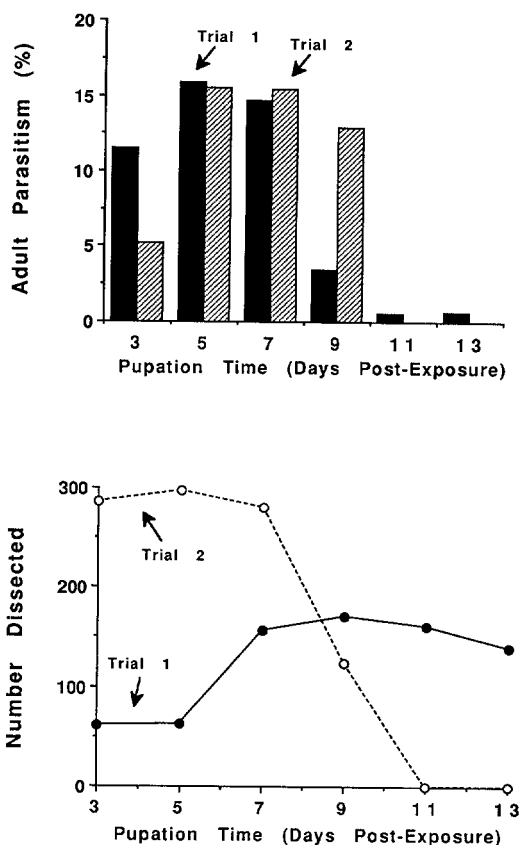 20
Trial 1
Trial 2
15
10
5
0
Adult Parasitism (%)
3 5 7 9 11 13
Pupation Time (Days Post-Exposure)
300
Trial 2
200
Trial 1
100
0
Number Dissected
3 5 7 9 11 13
Pupation Time (Days Post-Exposure)